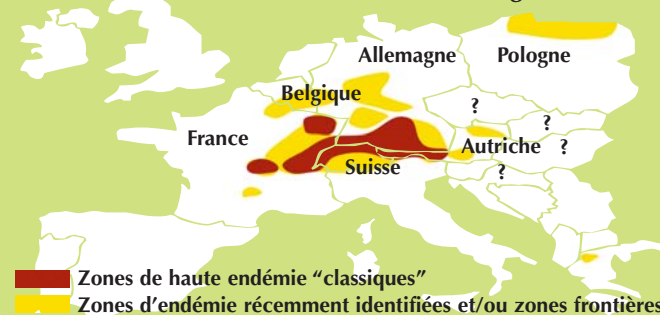 Allemagne Pologne
Belgique
?
France
?
Autriche ?
Suisse
?
Zones de haute endémie “classiques”
Zones d’endémie récemment identifiées et/ou zones frontières